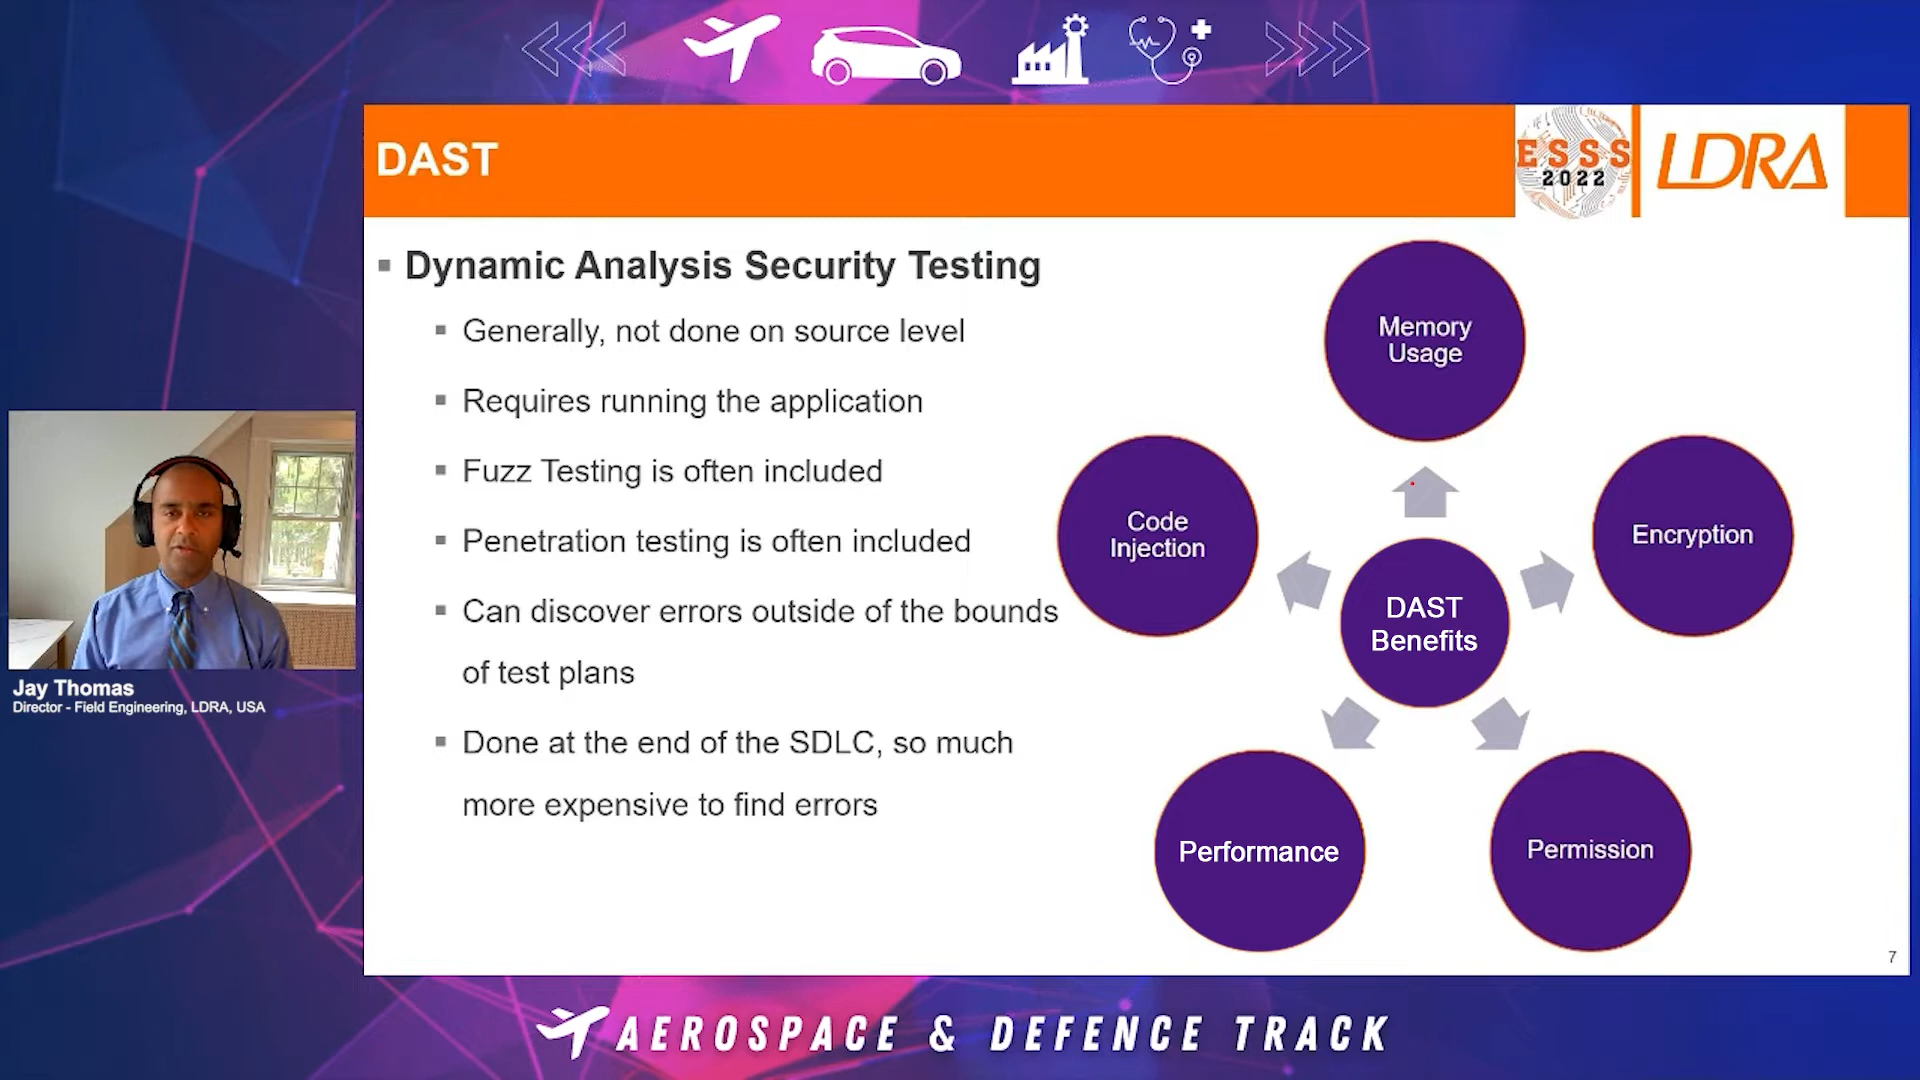 DAST
ESSS
2022
LDRA
Dynamic Analysis Security Testing
Generally, not done on source level
Requires running the application
Fuzz Testing is often included
Penetration testing is often included
Can discover errors outside of the bounds
of test plans
Done at the end of the SDLC, so much
more expensive to find errors
Memory
Usage
Code
Injection
Encryption
DAST
Benefits
Performance
Permission
7
Jay Thomas
Director - Field Engineering, LDRA, USA
AEROSPACE & DEFENCE TRACK